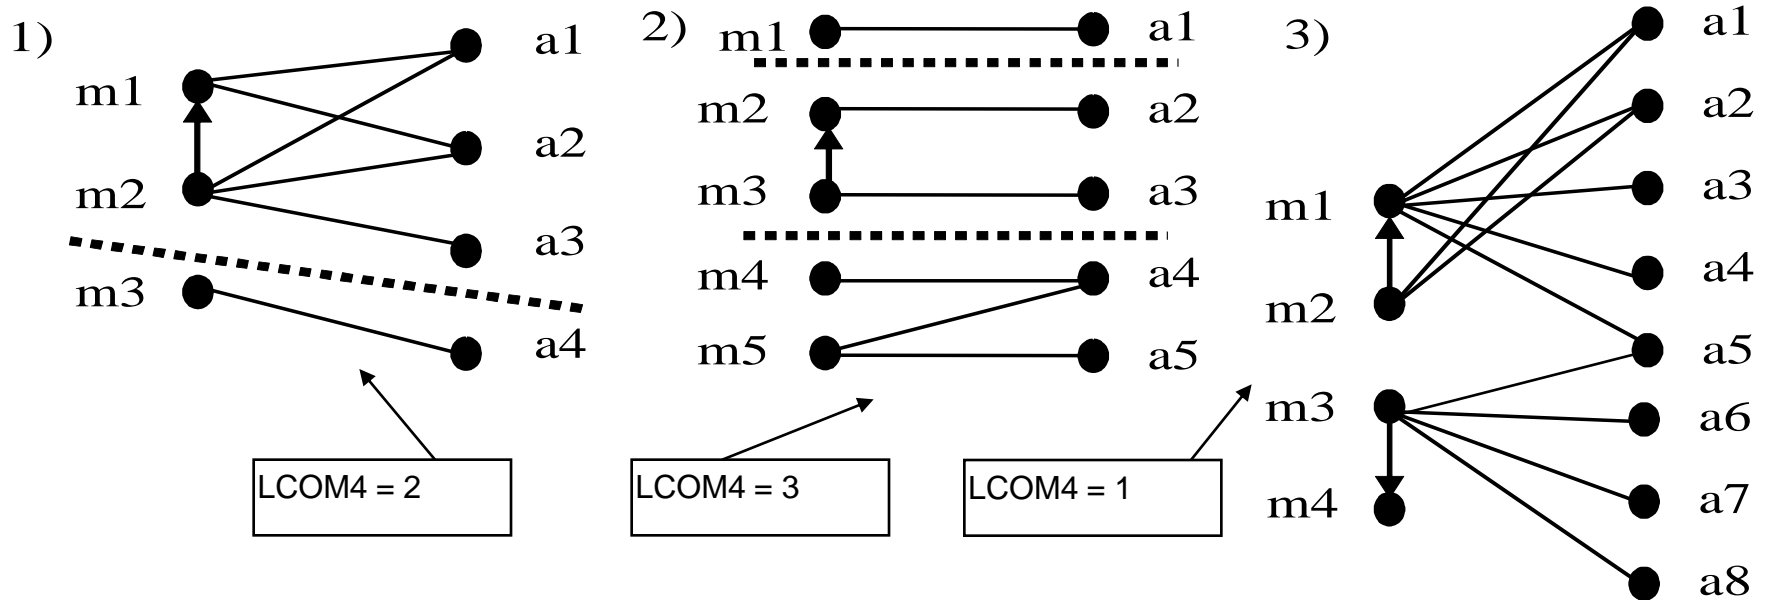 1)
m1
m2
m3
a1
a2
a3
a4
LCOM4 = 2
2)
m1
m2
m3
m4
m5
a1
a2
a3
a4
a5
LCOM4 = 3
3)
m1
m2
m3
m4
a1
a2
a3
a4
a5
a6
a7
a8
LCOM4 = 1